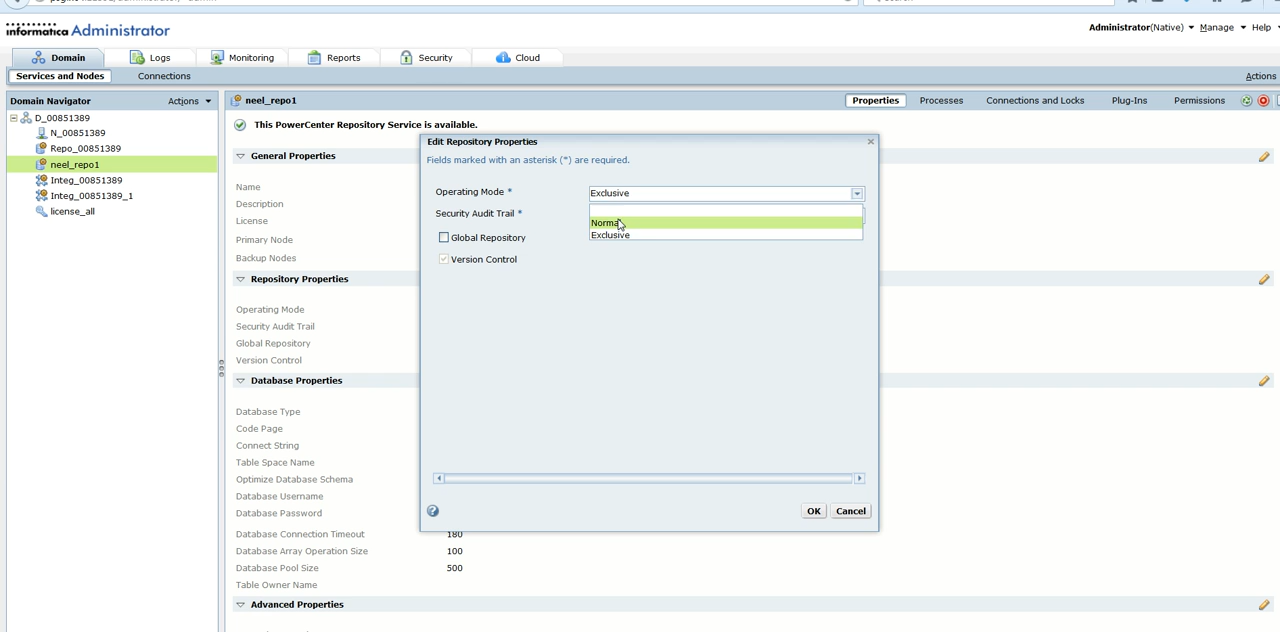 informatica Administrator
Administrator(Native) Manage Help
Domain Logs Monitoring Reports Security Cloud
Services and Nodes Connections Actions
Domain Navigator Actions
neel_repo1 Properties Processes Connections and Locks Plug-Ins Permissions
D_00851389
N_00851389
Repo_00851389
neel_repo1
Integ_00851389
Integ_00851389_1
license_all
This PowerCenter Repository Service is available.
General Properties
Name
Description
License
Primary Node
Backup Nodes
Repository Properties
Operating Mode
Security Audit Trail
Global Repository
Version Control
Database Properties
Database Type
Code Page
Connect String
Table Space Name
Optimize Database Schema
Database Username
Database Password
Database Connection Timeout 180
Database Array Operation Size 100
Database Pool Size 500
Table Owner Name
Advanced Properties
Edit Repository Properties
Fields marked with an asterisk (*) are required.
Operating Mode * Exclusive
Security Audit Trail *
Normal
Exclusive
Global Repository
Version Control
OK Cancel